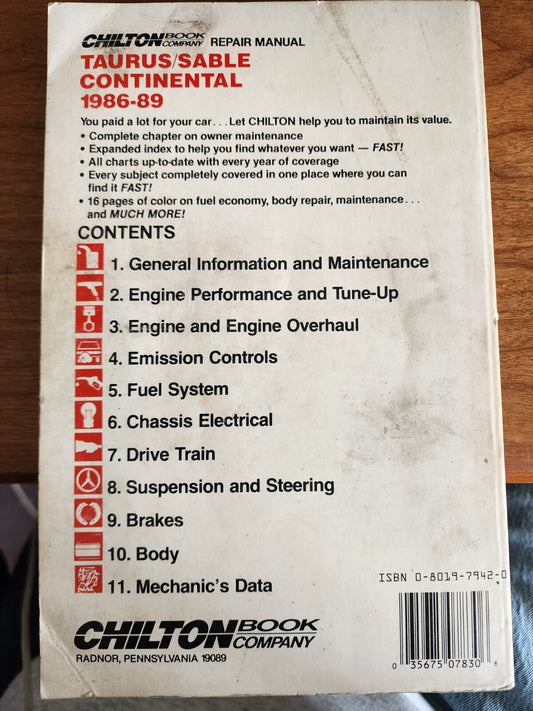 CHILTON BOOK COMPANY REPAIR MANUAL
TAURUS/SABLE
CONTINENTAL
1986-89
You paid a lot for your car. . . Let CHILTON help you to maintain its value.
• Complete chapter on owner maintenance
• Expanded index to help you find whatever you want — FAST!
• All charts up-to-date with every year of coverage
• Every subject completely covered in one place where you can
find it FAST!
• 16 pages of color on fuel economy, body repair, maintenance. . .
and MUCH MORE!
CONTENTS
1. General Information and Maintenance
2. Engine Performance and Tune-Up
3. Engine and Engine Overhaul
4. Emission Controls
5. Fuel System
6. Chassis Electrical
7. Drive Train
8. Suspension and Steering
9. Brakes
10. Body
11. Mechanic's Data
ISBN 0-8019-7942-0
CHILTON BOOK COMPANY
RADNOR, PENNSYLVANIA 19089
0 35675 07830 6